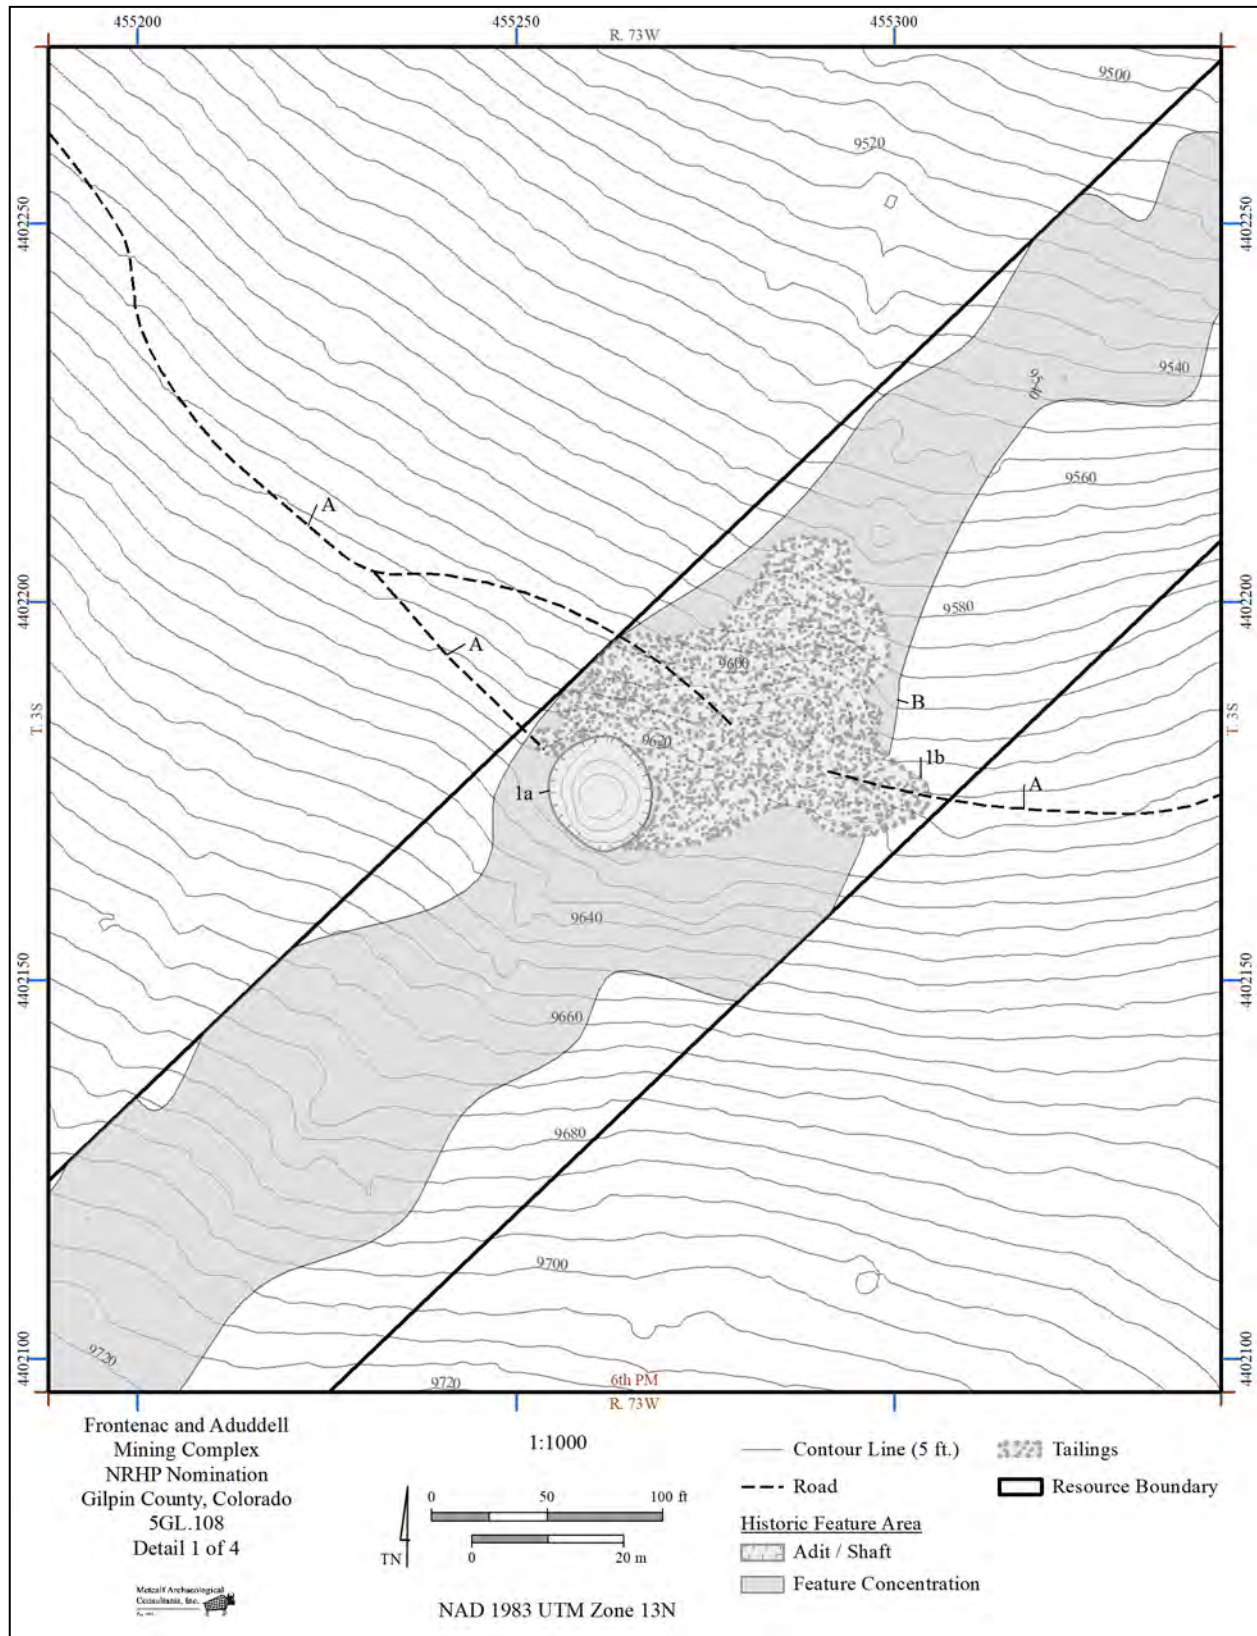 455200
455250
455300
R. 73W
9500
9520
4402250
4402250
9540
9540
9560
A
4402200
4402200
9580
A
9600
B
T. 3S
T. 3S
9620
1b
1a
A
9640
4402150
4402150
9660
9680
9700
4402100
4402100
9720
9720
6th PM
R. 73W
Frontenac and Aduddell
Mining Complex
NRHP Nomination
Gilpin County, Colorado
5GL.108
Detail 1 of 4
Metcalf Archaeological
Consultants, Inc.
1:1000
0 50 100 ft
TN
0 20 m
NAD 1983 UTM Zone 13N
Contour Line (5 ft.)
Tailings
Road
Resource Boundary
Historic Feature Area
Adit / Shaft
Feature Concentration